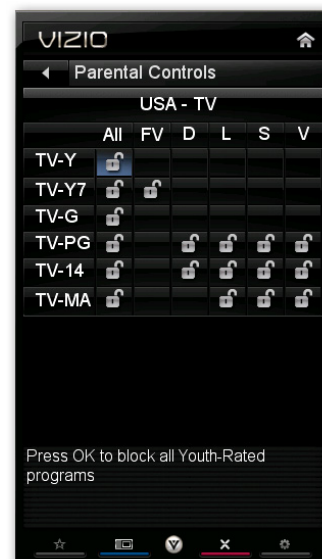 VIZIO
Parental Controls
USA - TV
All FV D L S V
TV-Y
TV-Y7
TV-G
TV-PG
TV-14
TV-MA
Press OK to block all Youth-Rated
programs
V